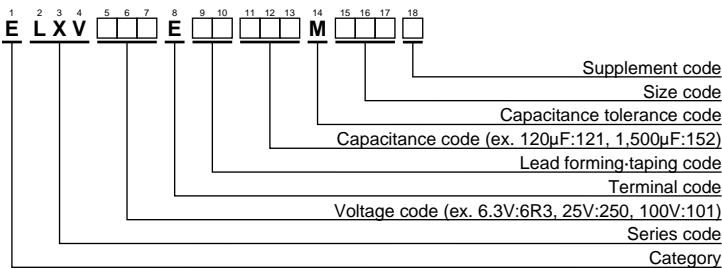 1 2 3 4 5 6 7 8 9 10 11 12 13 14 15 16 17 18
E LXV E M
Supplement code
Size code
Capacitance tolerance code
Capacitance code (ex. 120μF:121, 1,500μF:152)
Lead forming·taping code
Terminal code
Voltage code (ex. 6.3V:6R3, 25V:250, 100V:101)
Series code
Category